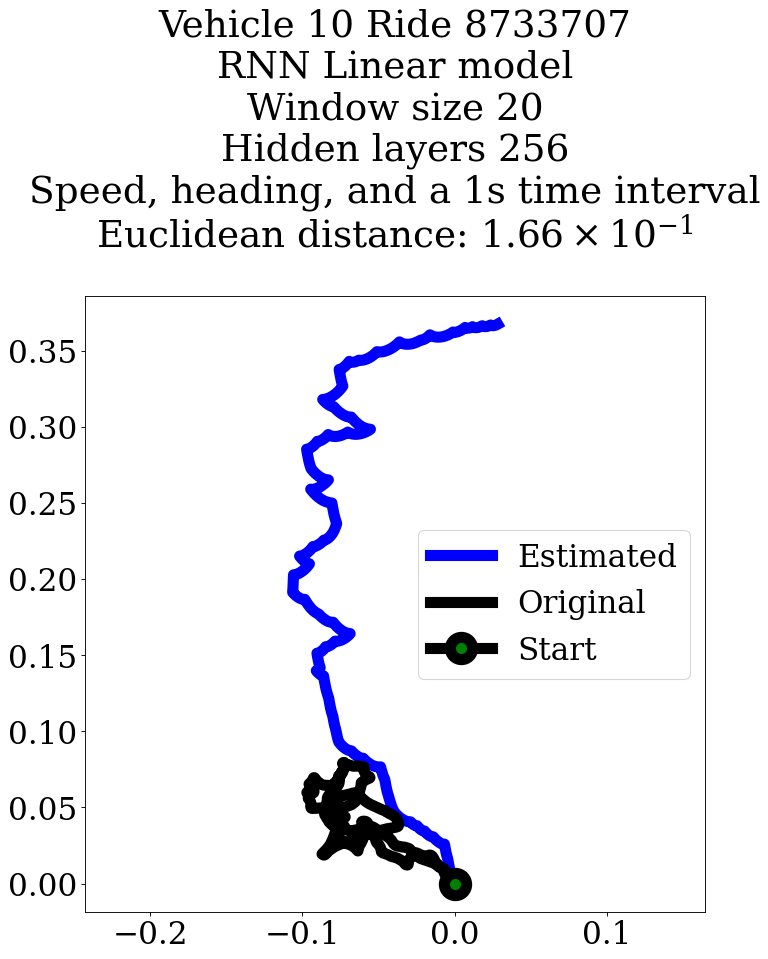 Vehicle 10 Ride 8733707
RNN Linear model
Window size 20
Hidden layers 256
Speed, heading, and a 1s time interval
Euclidean distance: 1.66 × 10⁻¹
0.35
0.30
0.25
0.20
0.15
0.10
0.05
0.00
Estimated
Original
Start
−0.2 −0.1 0.0 0.1